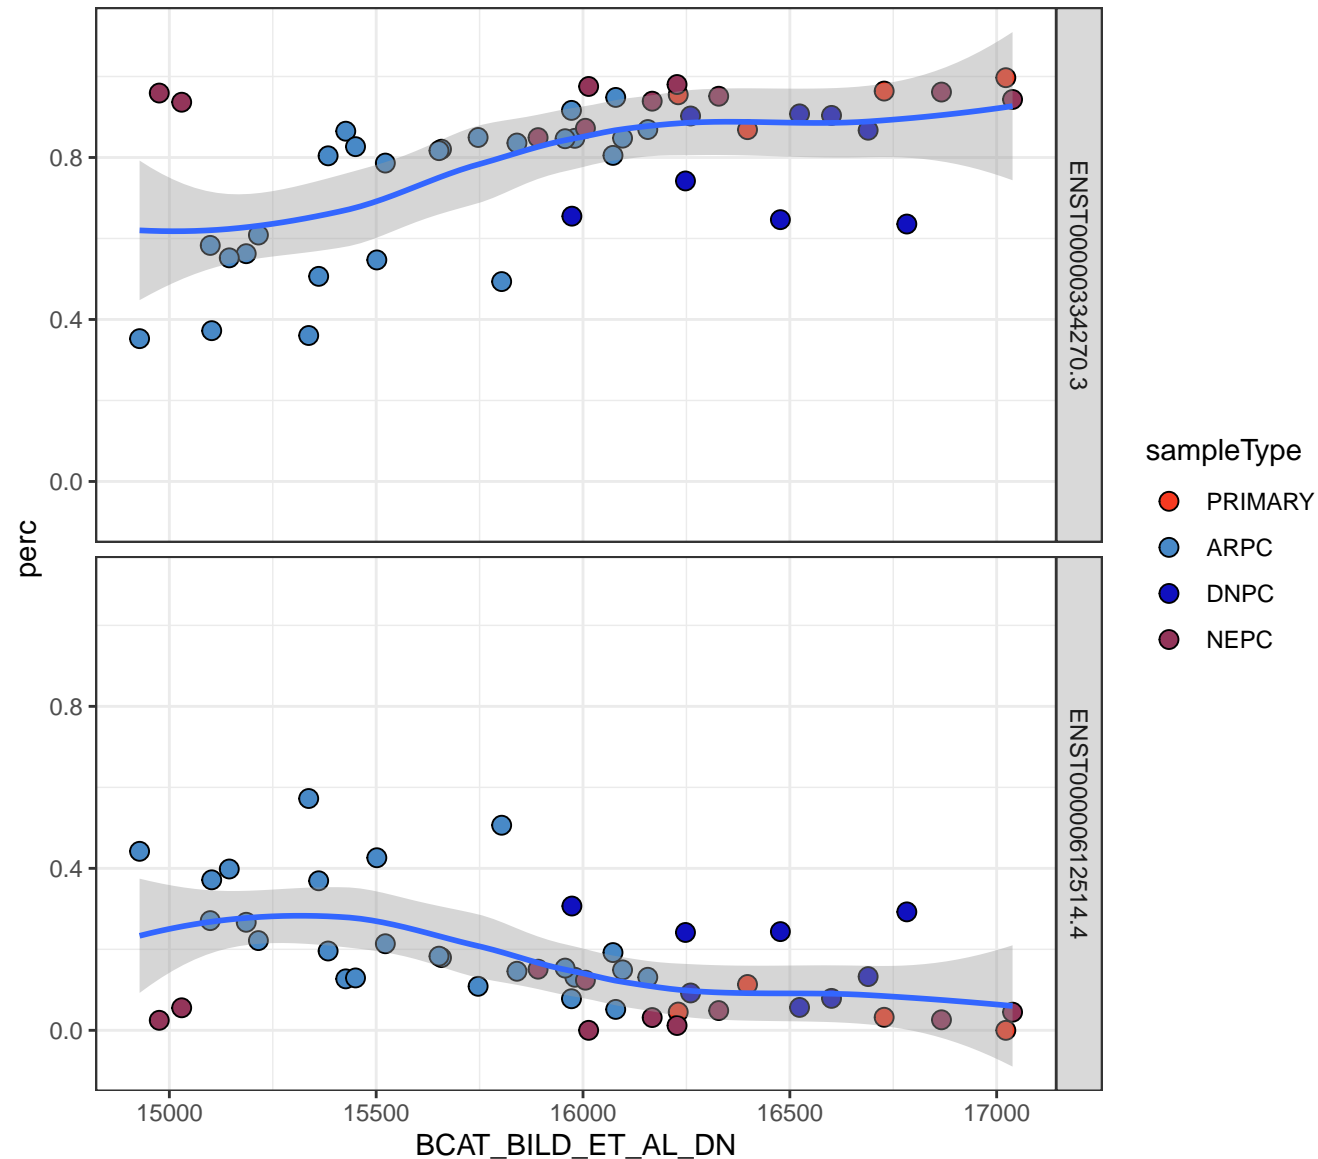 0.8
0.4
0.0
ENST00000334270.3
perc
0.8
0.4
0.0
ENST00000612514.4
15000
15500
16000
16500
17000
BCAT_BILD_ET_AL_DN
sampleType
PRIMARY
ARPC
DNPC
NEPC